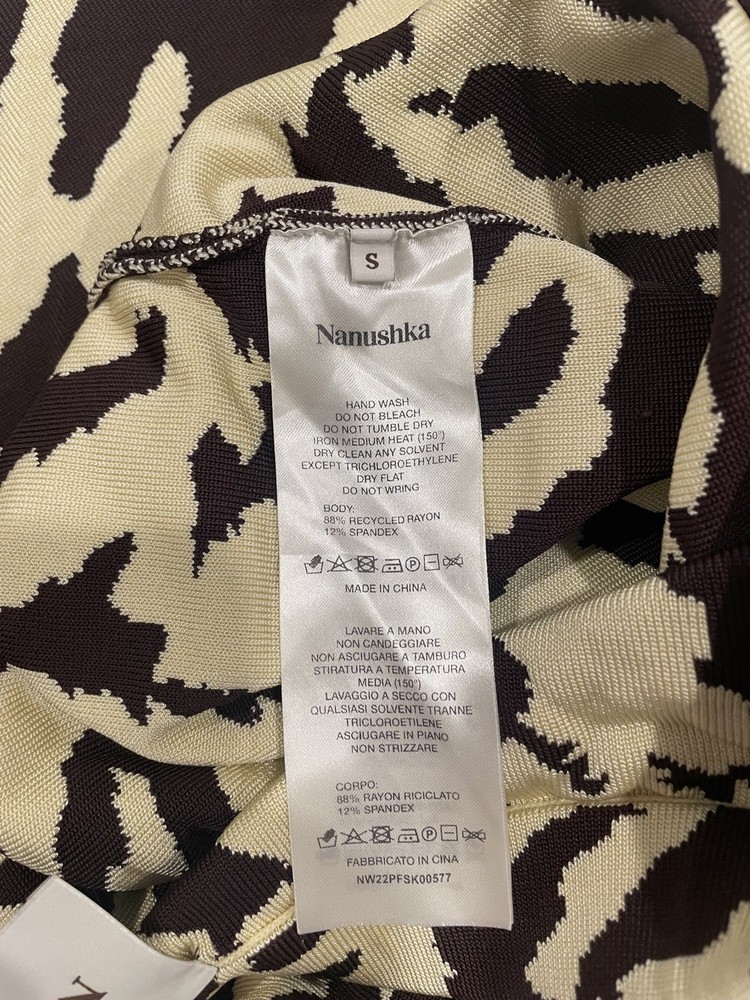 S
Nanushka
HAND WASH
DO NOT BLEACH
DO NOT TUMBLE DRY
IRON MEDIUM HEAT (150°)
DRY CLEAN ANY SOLVENT
EXCEPT TRICHLOROETHYLENE
DRY FLAT
DO NOT WRING
BODY:
88% RECYCLED RAYON
12% SPANDEX
MADE IN CHINA
LAVARE A MANO
NON CANDEGGIARE
NON ASCIUGARE A TAMBURO
STIRATURA A TEMPERATURA
MEDIA (150°)
LAVAGGIO A SECCO CON
QUALSIASI SOLVENTE TRANNE
TRICLOROETILENE
ASCIUGARE IN PIANO
NON STRIZZARE
CORPO:
88% RAYON RICICLATO
12% SPANDEX
FABBRICATO IN CINA
NW22PFSK00577
N